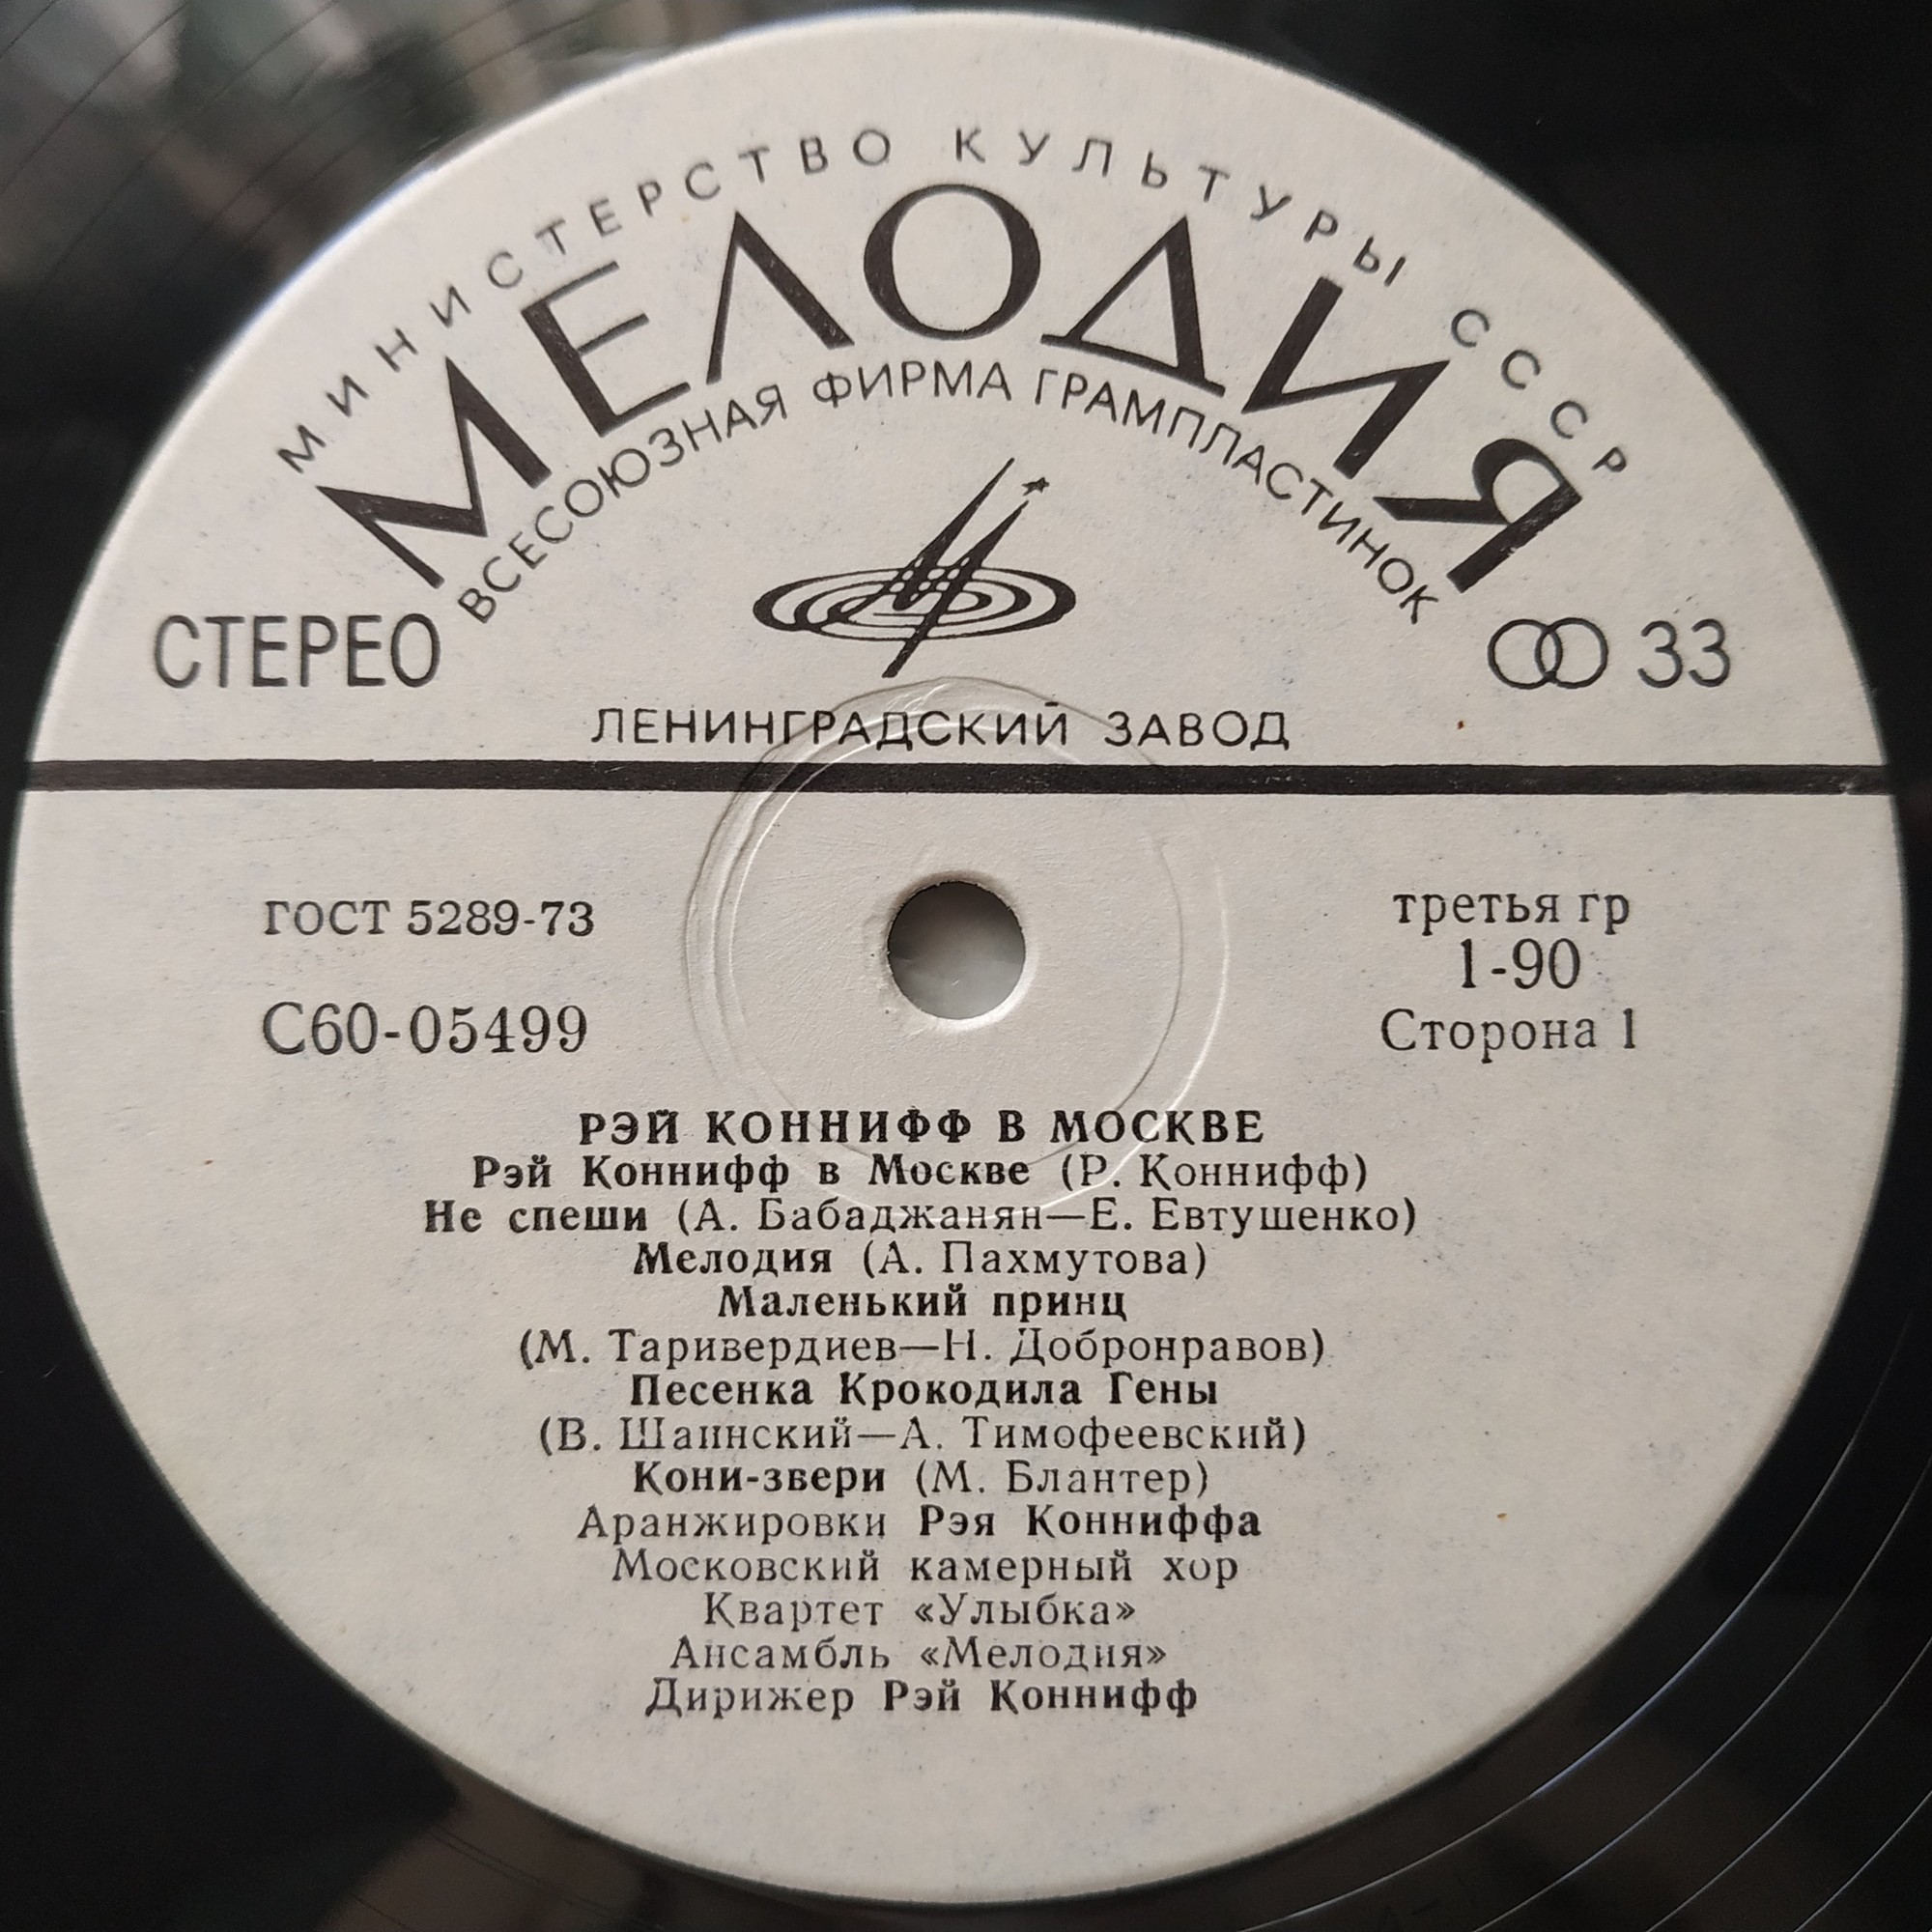 МИНИСТЕРСТВО КУЛЬТУРЫ СССР
МЕЛОДИЯ
ВСЕСОЮЗНАЯ ФИРМА ГРАМПЛАСТИНОК
СТЕРЕО
33
ЛЕНИНГРАДСКИЙ ЗАВОД
ГОСТ 5289-73
третья гр
1-90
С60-05499
Сторона 1
РЭЙ КОННИФФ В МОСКВЕ
Рэй Коннифф в Москве (Р. Коннифф)
Не спеши (А. Бабаджанян—Е. Евтушенко)
Мелодия (А. Пахмутова)
Маленький принц
(М. Таривердиев—Н. Добронравов)
Песенка Крокодила Гены
(В. Шаинский—А. Тимофеевский)
Кони-звери (М. Блантер)
Аранжировки Рэя Конниффа
Московский камерный хор
Квартет «Улыбка»
Ансамбль «Мелодия»
Дирижер Рэй Коннифф